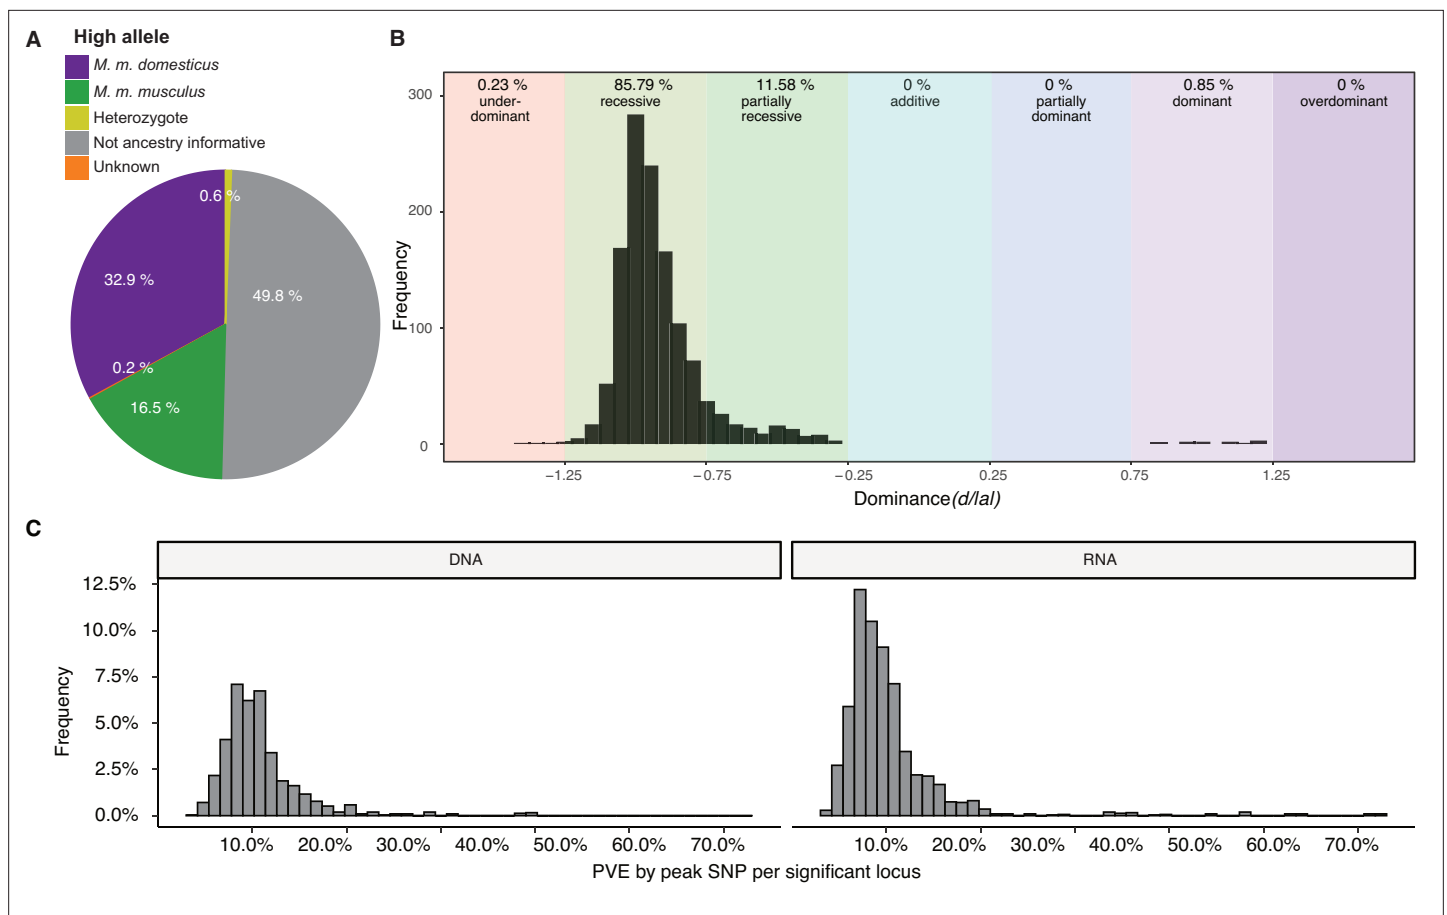 A
High allele
M. m. domesticus
M. m. musculus
Heterozygote
Not ancestry informative
Unknown
0.6 %
32.9 %
49.8 %
0.2 %
16.5 %
B
0.23 %
under-
dominant
85.79 %
recessive
11.58 %
partially
recessive
0 %
additive
0 %
partially
dominant
0.85 %
dominant
0 %
overdominant
300
200
100
0
Frequency
−1.25
−0.75
−0.25
0.25
0.75
1.25
Dominance(d/lal)
C
DNA
RNA
12.5%
10.0%
7.5%
5.0%
2.5%
0.0%
Frequency
10.0%
20.0%
30.0%
40.0%
50.0%
60.0%
70.0%
10.0%
20.0%
30.0%
40.0%
50.0%
60.0%
70.0%
PVE by peak SNP per significant locus